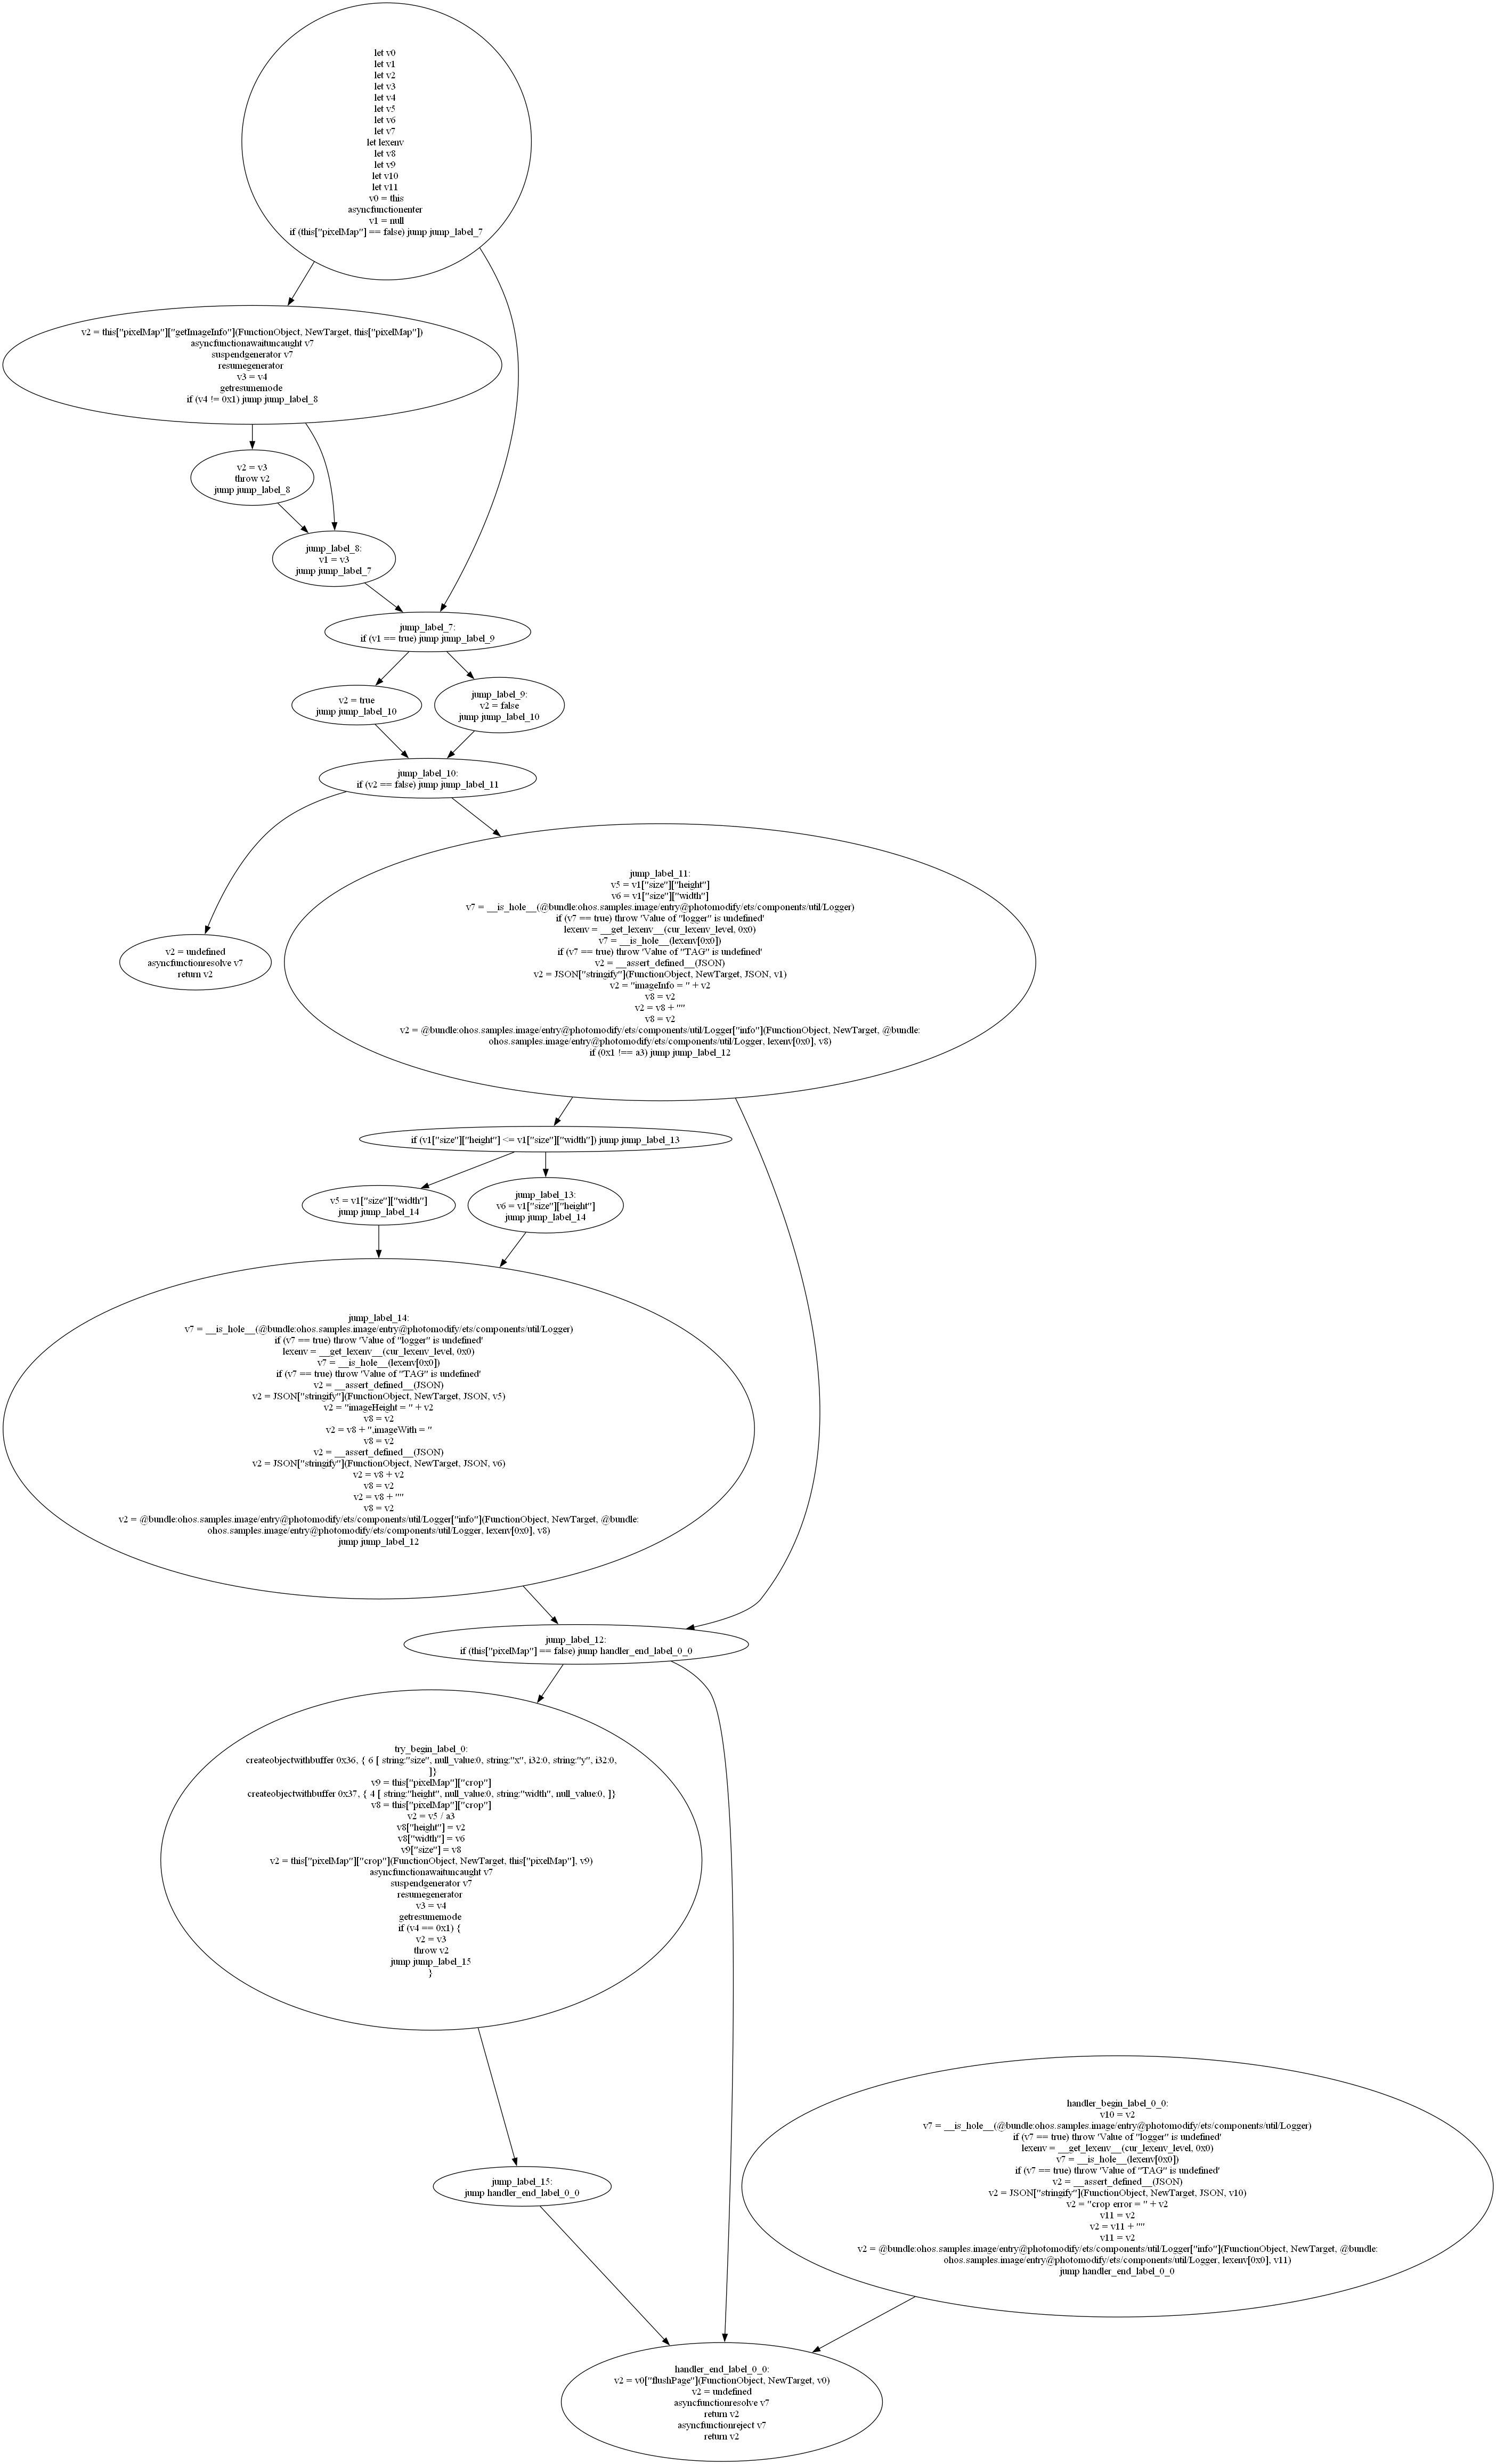 let v0
let v1
let v2
let v3
let v4
let v5
let v6
let v7
let lexenv
let v8
let v9
let v10
let v11
v0 = this
asyncfunctionenter
v1 = null
if (this["pixelMap"] == false) jump jump_label_7
v2 = this["pixelMap"]["getImageInfo"](FunctionObject, NewTarget, this["pixelMap"])
asyncfunctionawaituncaught v7
suspendgenerator v7
resumegenerator
v3 = v4
getresumemode
if (v4 != 0x1) jump jump_label_8
v2 = v3
throw v2
jump jump_label_8
jump_label_8:
v1 = v3
jump jump_label_7
jump_label_7:
if (v1 == true) jump jump_label_9
v2 = true
jump jump_label_10
jump_label_9:
v2 = false
jump jump_label_10
jump_label_10:
if (v2 == false) jump jump_label_11
v2 = undefined
asyncfunctionresolve v7
return v2
jump_label_11:
v5 = v1["size"]["height"]
v6 = v1["size"]["width"]
v7 = __is_hole__(@bundle:ohos.samples.image/entry@photomodify/ets/components/util/Logger)
if (v7 == true) throw 'Value of "logger" is undefined'
lexenv = __get_lexenv__(cur_lexenv_level, 0x0)
v7 = __is_hole__(lexenv[0x0])
if (v7 == true) throw 'Value of "TAG" is undefined'
v2 = __assert_defined__(JSON)
v2 = JSON["stringify"](FunctionObject, NewTarget, JSON, v1)
v2 = "imageInfo = " + v2
v8 = v2
v2 = v8 + ""
v8 = v2
v2 = @bundle:ohos.samples.image/entry@photomodify/ets/components/util/Logger["info"](FunctionObject, NewTarget, @bundle:
ohos.samples.image/entry@photomodify/ets/components/util/Logger, lexenv[0x0], v8)
if (0x1 !== a3) jump jump_label_12
if (v1["size"]["height"] <= v1["size"]["width"]) jump jump_label_13
v5 = v1["size"]["width"]
jump jump_label_14
jump_label_13:
v6 = v1["size"]["height"]
jump jump_label_14
jump_label_14:
v7 = __is_hole__(@bundle:ohos.samples.image/entry@photomodify/ets/components/util/Logger)
if (v7 == true) throw 'Value of "logger" is undefined'
lexenv = __get_lexenv__(cur_lexenv_level, 0x0)
v7 = __is_hole__(lexenv[0x0])
if (v7 == true) throw 'Value of "TAG" is undefined'
v2 = __assert_defined__(JSON)
v2 = JSON["stringify"](FunctionObject, NewTarget, JSON, v5)
v2 = "imageHeight = " + v2
v8 = v2
v2 = v8 + ",imageWith = "
v8 = v2
v2 = __assert_defined__(JSON)
v2 = JSON["stringify"](FunctionObject, NewTarget, JSON, v6)
v2 = v8 + v2
v8 = v2
v2 = v8 + ""
v8 = v2
v2 = @bundle:ohos.samples.image/entry@photomodify/ets/components/util/Logger["info"](FunctionObject, NewTarget, @bundle:
ohos.samples.image/entry@photomodify/ets/components/util/Logger, lexenv[0x0], v8)
jump jump_label_12
jump_label_12:
if (this["pixelMap"] == false) jump handler_end_label_0_0
try_begin_label_0:
createobjectwithbuffer 0x36, { 6 [ string:"size", null_value:0, string:"x", i32:0, string:"y", i32:0,
]}
v9 = this["pixelMap"]["crop"]
createobjectwithbuffer 0x37, { 4 [ string:"height", null_value:0, string:"width", null_value:0, ]}
v8 = this["pixelMap"]["crop"]
v2 = v5 / a3
v8["height"] = v2
v8["width"] = v6
v9["size"] = v8
v2 = this["pixelMap"]["crop"](FunctionObject, NewTarget, this["pixelMap"], v9)
asyncfunctionawaituncaught v7
suspendgenerator v7
resumegenerator
v3 = v4
getresumemode
if (v4 == 0x1) {
v2 = v3
throw v2
jump jump_label_15
}
handler_begin_label_0_0:
v10 = v2
v7 = __is_hole__(@bundle:ohos.samples.image/entry@photomodify/ets/components/util/Logger)
if (v7 == true) throw 'Value of "logger" is undefined'
lexenv = __get_lexenv__(cur_lexenv_level, 0x0)
v7 = __is_hole__(lexenv[0x0])
if (v7 == true) throw 'Value of "TAG" is undefined'
v2 = __assert_defined__(JSON)
v2 = JSON["stringify"](FunctionObject, NewTarget, JSON, v10)
v2 = "crop error = " + v2
v11 = v2
v2 = v11 + ""
v11 = v2
v2 = @bundle:ohos.samples.image/entry@photomodify/ets/components/util/Logger["info"](FunctionObject, NewTarget, @bundle:
ohos.samples.image/entry@photomodify/ets/components/util/Logger, lexenv[0x0], v11)
jump handler_end_label_0_0
jump_label_15:
jump handler_end_label_0_0
handler_end_label_0_0:
v2 = v0["flushPage"](FunctionObject, NewTarget, v0)
v2 = undefined
asyncfunctionresolve v7
return v2
asyncfunctionreject v7
return v2